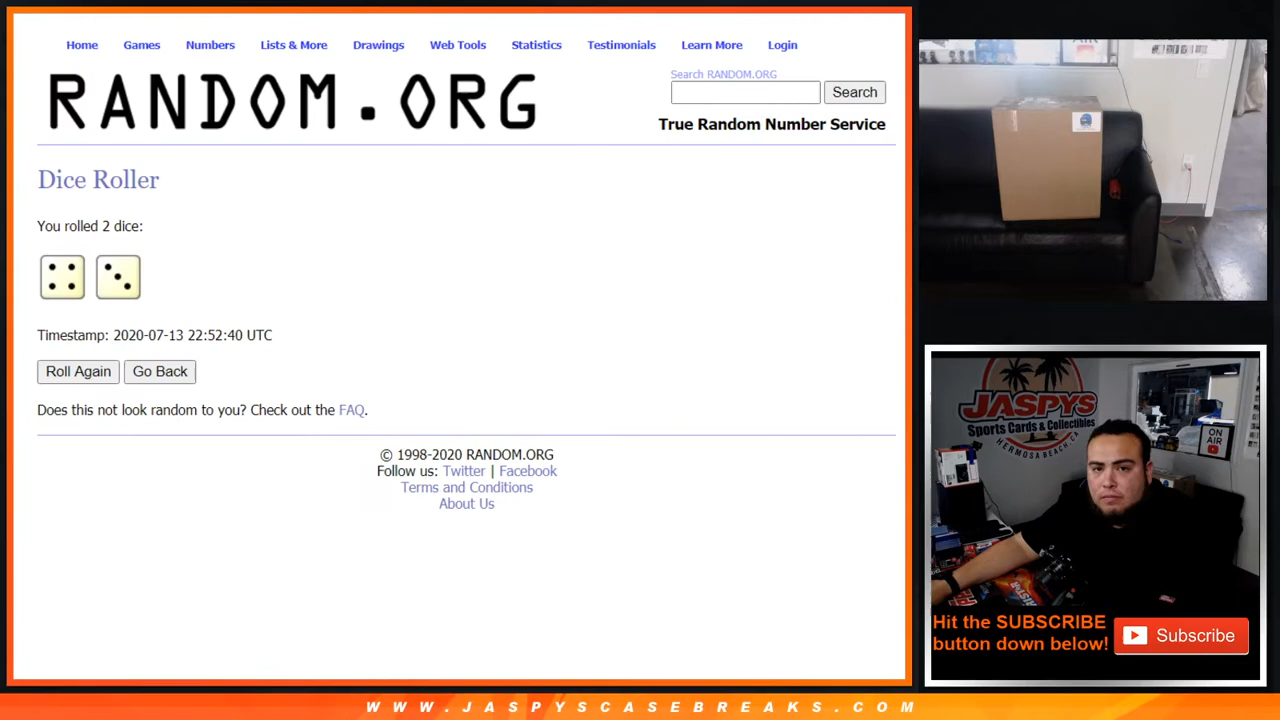 Home Games Numbers Lists & More Drawings Web Tools Statistics Testimonials Learn More Login
RANDOM.ORG
Search RANDOM.ORG
Search
True Random Number Service
Dice Roller
You rolled 2 dice:
Timestamp: 2020-07-13 22:52:40 UTC
Roll Again Go Back
Does this not look random to you? Check out the FAQ.
© 1998-2020 RANDOM.ORG
Follow us: Twitter | Facebook
Terms and Conditions
About Us
JASPYS
Sports Cards & Collectibles
HERMOSA BEACH, CA
ON
AIR
Hit the SUBSCRIBE
button down below!
Subscribe
WWW.JASPYSCASEBREAKS.COM